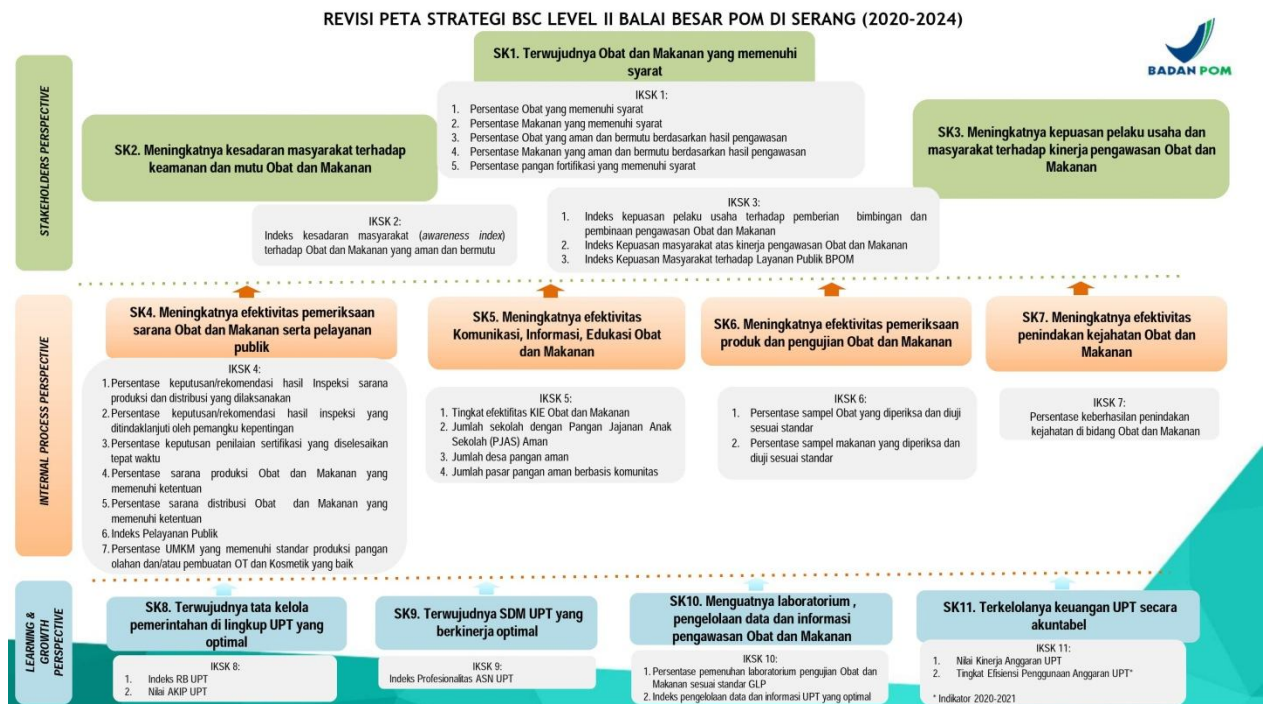 REVISI PETA STRATEGI BSC LEVEL II BALAI BESAR POM DI SERANG (2020-2024)
BADAN POM
STAKEHOLDERS PERSPECTIVE
SK1. Terwujudnya Obat dan Makanan yang memenuhi
syarat
IKSK 1:
1. Persentase Obat yang memenuhi syarat
2. Persentase Makanan yang memenuhi syarat
3. Persentase Obat yang aman dan bermutu berdasarkan hasil pengawasan
4. Persentase Makanan yang aman dan bermutu berdasarkan hasil pengawasan
5. Persentase pangan fortifikasi yang memenuhi syarat
SK2. Meningkatnya kesadaran masyarakat terhadap
keamanan dan mutu Obat dan Makanan
IKSK 2:
Indeks kesadaran masyarakat (awareness index)
terhadap Obat dan Makanan yang aman dan bermutu
SK3. Meningkatnya kepuasan pelaku usaha dan
masyarakat terhadap kinerja pengawasan Obat dan
Makanan
IKSK 3:
1. Indeks kepuasan pelaku usaha terhadap pemberian bimbingan dan
pembinaan pengawasan Obat dan Makanan
2. Indeks Kepuasan masyarakat atas kinerja pengawasan Obat dan Makanan
3. Indeks Kepuasan Masyarakat terhadap Layanan Publik BPOM
INTERNAL PROCESS PERSPECTIVE
SK4. Meningkatnya efektivitas pemeriksaan
sarana Obat dan Makanan serta pelayanan
publik
IKSK 4:
1. Persentase keputusan/rekomendasi hasil Inspeksi sarana
produksi dan distribusi yang dilaksanakan
2. Persentase keputusan/rekomendasi hasil inspeksi yang
ditindaklanjuti oleh pemangku kepentingan
3. Persentase keputusan penilaian sertifikasi yang diselesaikan
tepat waktu
4. Persentase sarana produksi Obat dan Makanan yang
memenuhi ketentuan
5. Persentase sarana distribusi Obat dan Makanan yang
memenuhi ketentuan
6. Indeks Pelayanan Publik
7. Persentase UMKM yang memenuhi standar produksi pangan
olahan dan/atau pembuatan OT dan Kosmetik yang baik
SK5. Meningkatnya efektivitas
Komunikasi, Informasi, Edukasi Obat
dan Makanan
IKSK 5:
1. Tingkat efektifitas KIE Obat dan Makanan
2. Jumlah sekolah dengan Pangan Jajanan Anak
Sekolah (PJAS) Aman
3. Jumlah desa pangan aman
4. Jumlah pasar pangan aman berbasis komunitas
SK6. Meningkatnya efektivitas pemeriksaan
produk dan pengujian Obat dan Makanan
IKSK 6:
1. Persentase sampel Obat yang diperiksa dan diuji
sesuai standar
2. Persentase sampel makanan yang diperiksa dan
diuji sesuai standar
SK7. Meningkatnya efektivitas
penindakan kejahatan Obat dan
Makanan
IKSK 7:
Persentase keberhasilan penindakan
kejahatan di bidang Obat dan Makanan
LEARNING &
GROWTH
PERSPECTIVE
SK8. Terwujudnya tata kelola
pemerintahan di lingkup UPT yang
optimal
IKSK 8:
1. Indeks RB UPT
2. Nilai AKIP UPT
SK9. Terwujudnya SDM UPT yang
berkinerja optimal
IKSK 9:
Indeks Profesionalitas ASN UPT
SK10. Menguatnya laboratorium ,
pengelolaan data dan informasi
pengawasan Obat dan Makanan
IKSK 10:
1. Persentase pemenuhan laboratorium pengujian Obat dan
Makanan sesuai standar GLP
2. Indeks pengelolaan data dan informasi UPT yang optimal
SK11. Terkelolanya keuangan UPT secara
akuntabel
IKSK 11:
1. Nilai Kinerja Anggaran UPT
2. Tingkat Efisiensi Penggunaan Anggaran UPT*
* Indikator 2020-2021